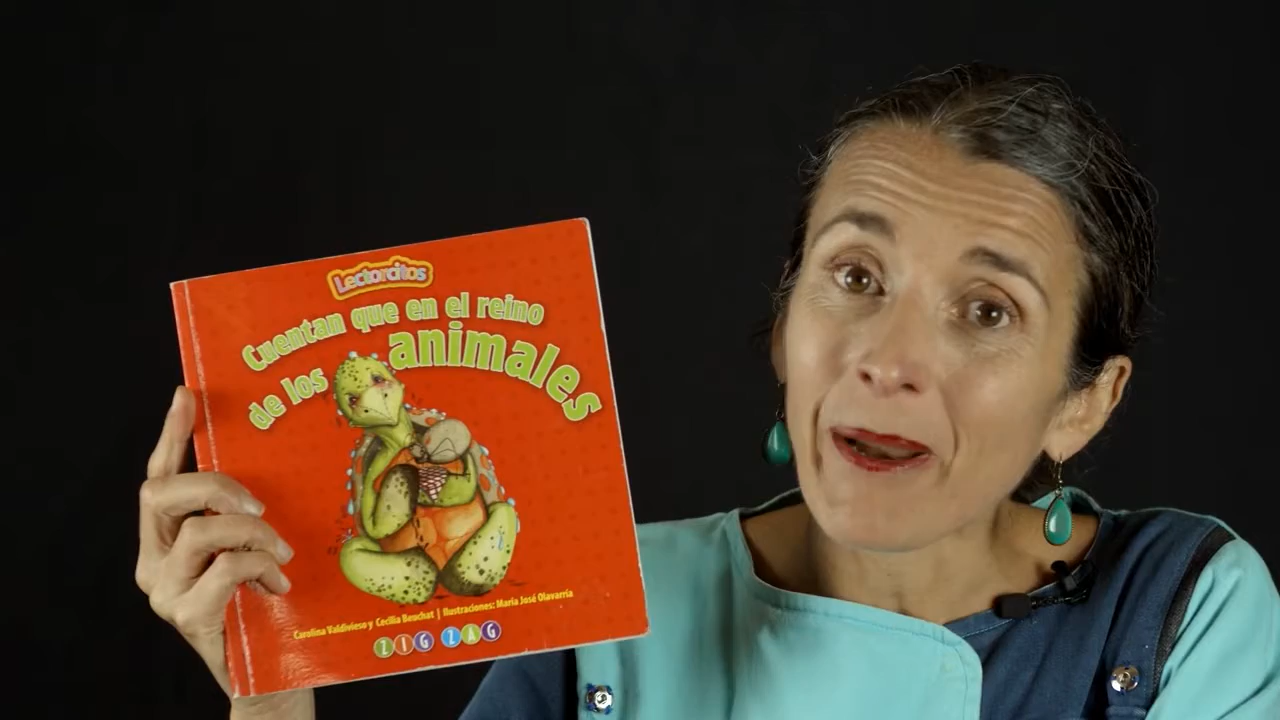 Lectorcitos
Cuentan que en el reino
de los animales
Carolina Valdivieso y Cecilia Beuchat | Ilustraciones: María José Olavarría
ZIG ZAG